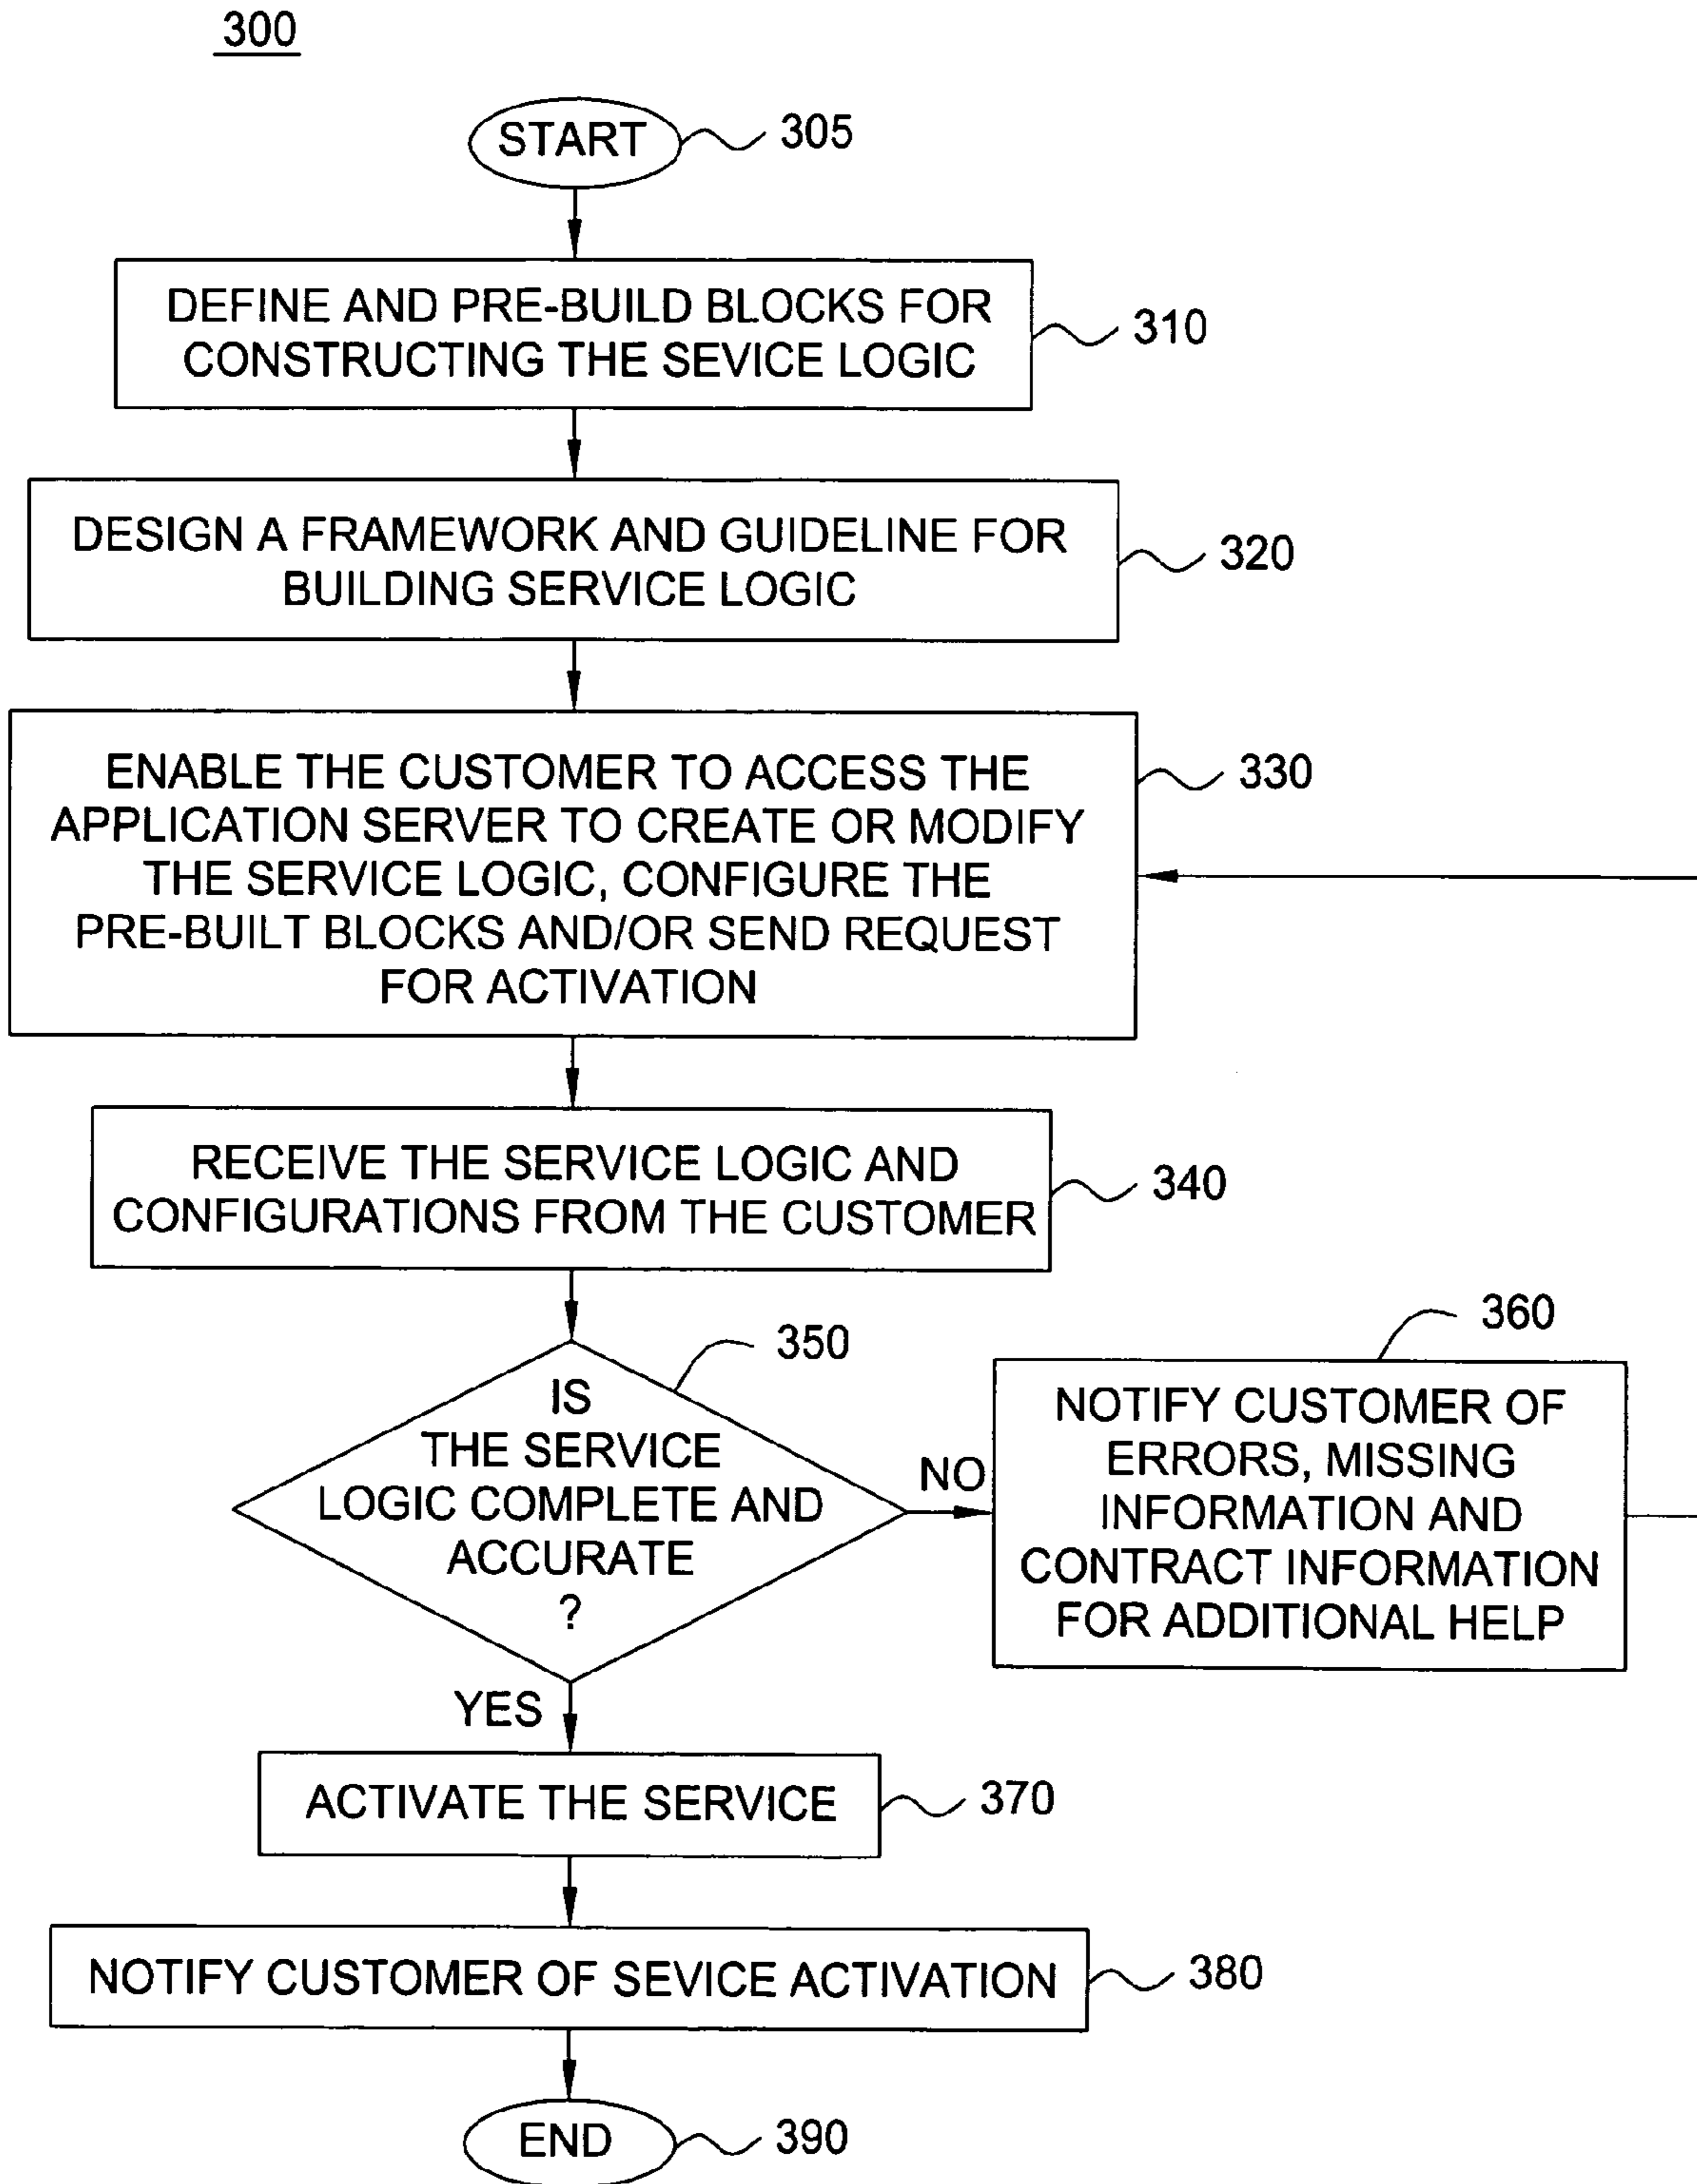 300
START
305
DEFINE AND PRE-BUILD BLOCKS FOR
CONSTRUCTING THE SEVICE LOGIC
310
DESIGN A FRAMEWORK AND GUIDELINE FOR
BUILDING SERVICE LOGIC
320
ENABLE THE CUSTOMER TO ACCESS THE
APPLICATION SERVER TO CREATE OR MODIFY
THE SERVICE LOGIC, CONFIGURE THE
PRE-BUILT BLOCKS AND/OR SEND REQUEST
FOR ACTIVATION
330
RECEIVE THE SERVICE LOGIC AND
CONFIGURATIONS FROM THE CUSTOMER
340
IS
THE SERVICE
LOGIC COMPLETE AND
ACCURATE
?
350
NO
360
NOTIFY CUSTOMER OF
ERRORS, MISSING
INFORMATION AND
CONTRACT INFORMATION
FOR ADDITIONAL HELP
YES
ACTIVATE THE SERVICE
370
NOTIFY CUSTOMER OF SEVICE ACTIVATION
380
END
390